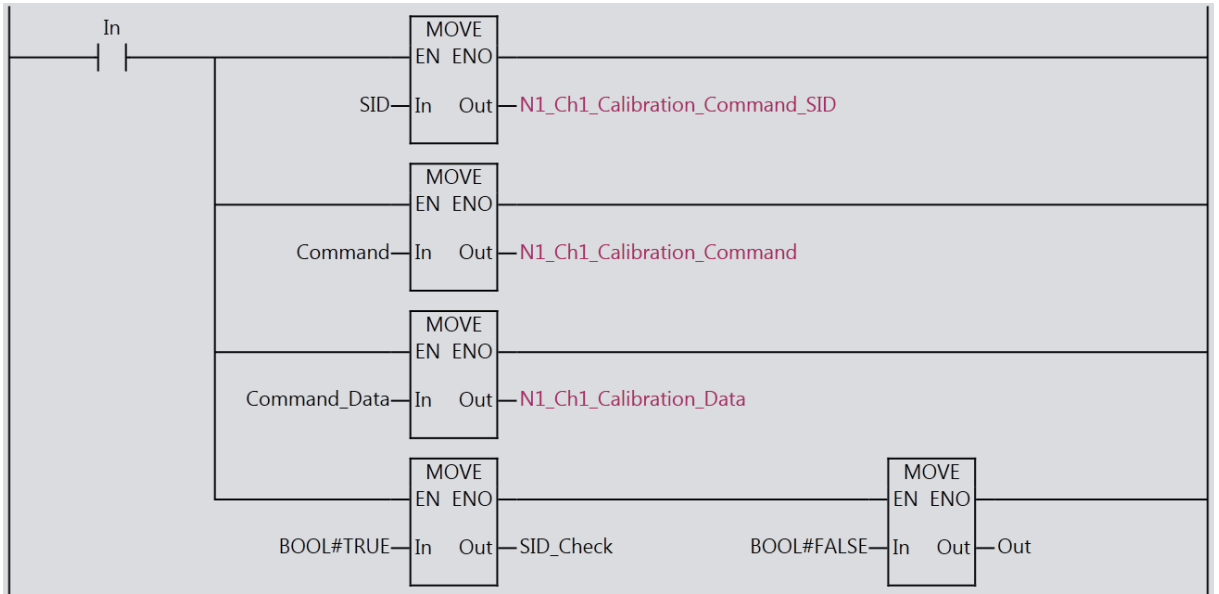 In
MOVE
EN ENO
SID In Out N1_Ch1_Calibration_Command_SID
MOVE
EN ENO
Command In Out N1_Ch1_Calibration_Command
MOVE
EN ENO
Command_Data In Out N1_Ch1_Calibration_Data
MOVE MOVE
EN ENO EN ENO
BOOL#TRUE In Out SID_Check BOOL#FALSE In Out Out